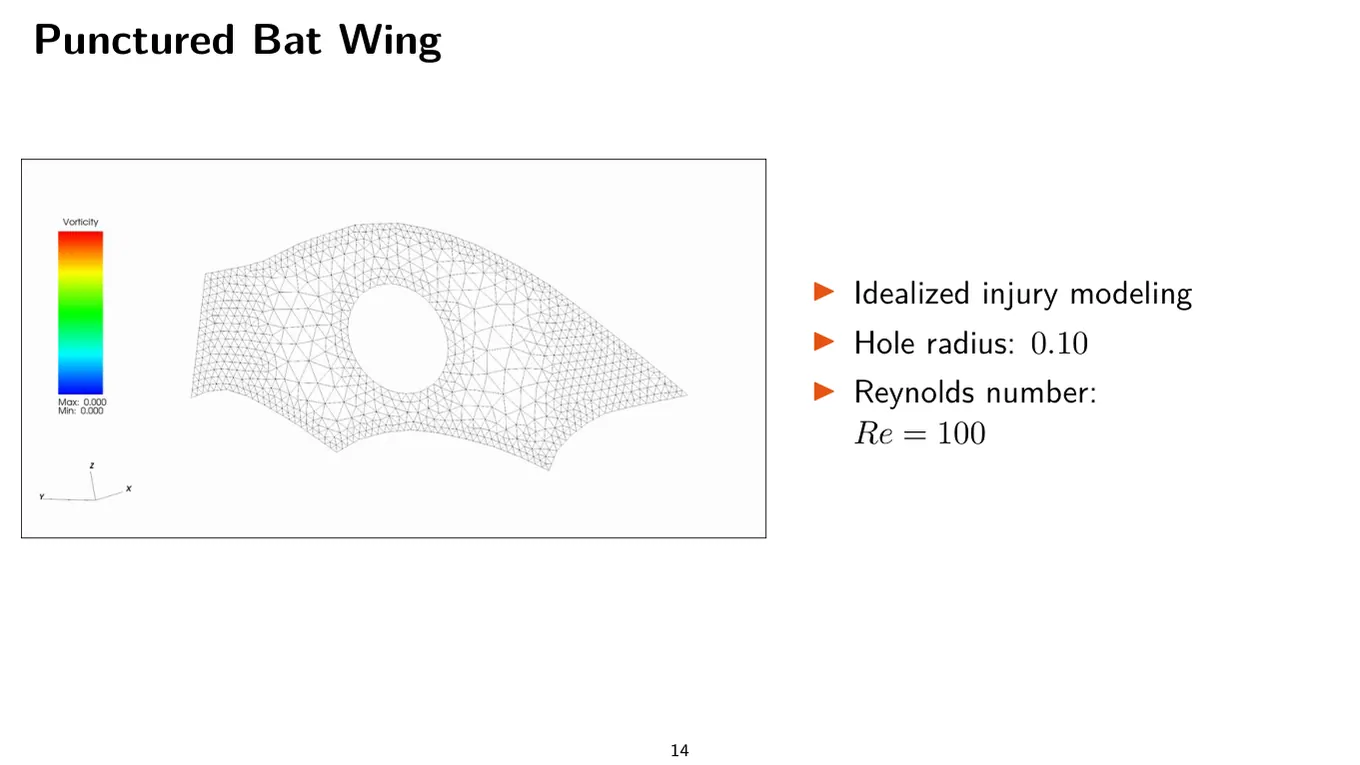 Punctured Bat Wing
Vorticity
Max: 0.000
Min: 0.000
Z
Y
X
▶ Idealized injury modeling
▶ Hole radius: 0.10
▶ Reynolds number:
Re = 100
14